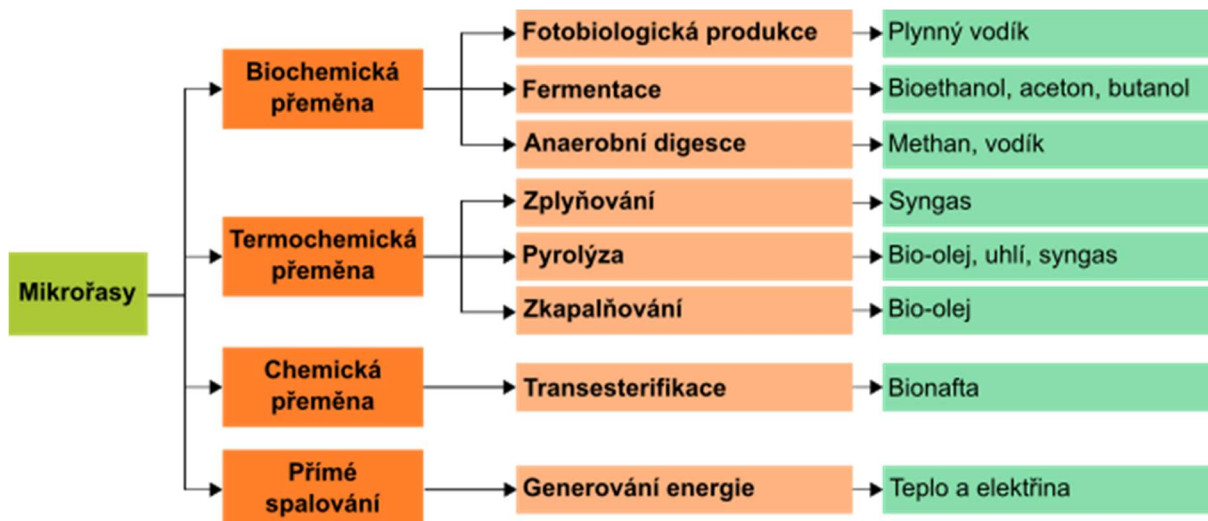 Mikrořasy
Biochemická
přeměna
Fotobiologická produkce
Plynný vodík
Fermentace
Bioethanol, aceton, butanol
Anaerobní digesce
Methan, vodík
Termochemická
přeměna
Zplyňování
Syngas
Pyrolýza
Bio-olej, uhlí, syngas
Zkapalňování
Bio-olej
Chemická
přeměna
Transesterifikace
Bionafta
Přímé
spalování
Generování energie
Teplo a elektřina